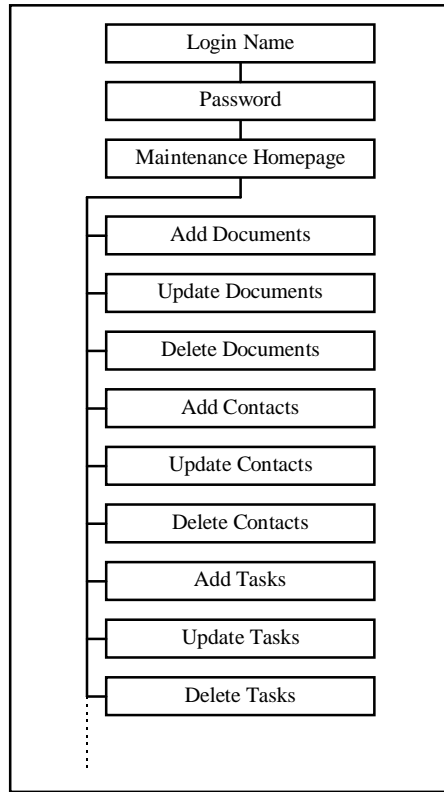 Login Name
Password
Maintenance Homepage
Add Documents
Update Documents
Delete Documents
Add Contacts
Update Contacts
Delete Contacts
Add Tasks
Update Tasks
Delete Tasks